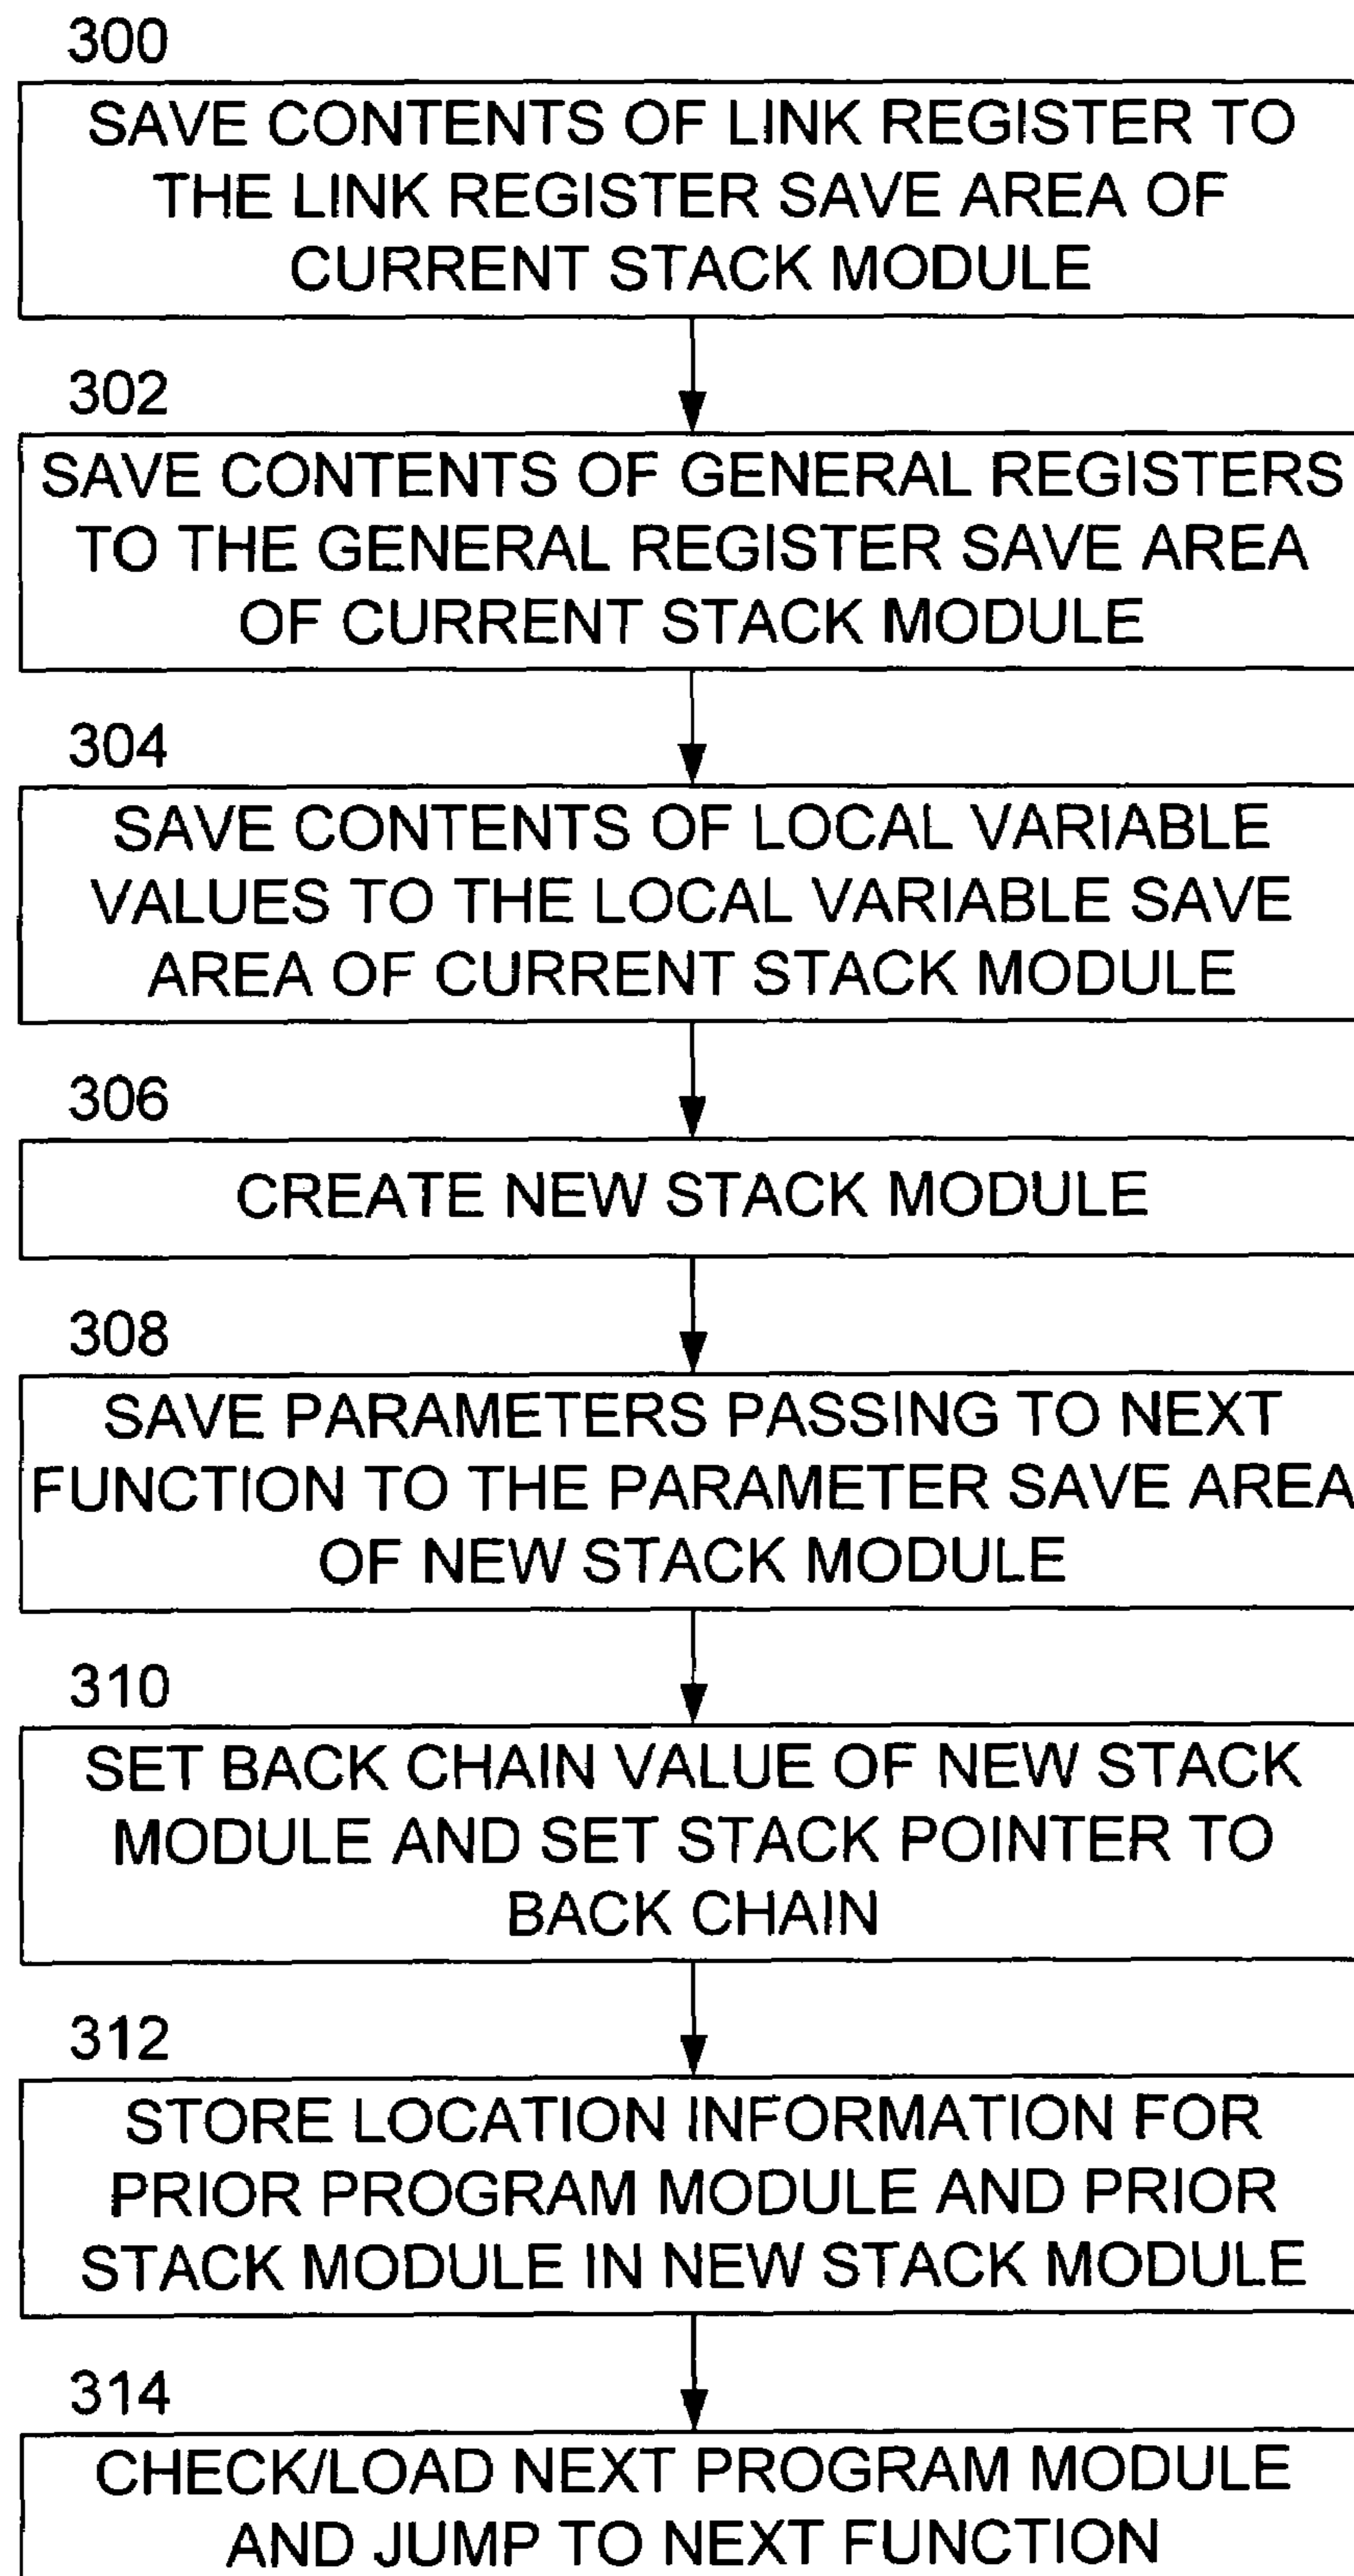 300
SAVE CONTENTS OF LINK REGISTER TO
THE LINK REGISTER SAVE AREA OF
CURRENT STACK MODULE
302
SAVE CONTENTS OF GENERAL REGISTERS
TO THE GENERAL REGISTER SAVE AREA
OF CURRENT STACK MODULE
304
SAVE CONTENTS OF LOCAL VARIABLE
VALUES TO THE LOCAL VARIABLE SAVE
AREA OF CURRENT STACK MODULE
306
CREATE NEW STACK MODULE
308
SAVE PARAMETERS PASSING TO NEXT
FUNCTION TO THE PARAMETER SAVE AREA
OF NEW STACK MODULE
310
SET BACK CHAIN VALUE OF NEW STACK
MODULE AND SET STACK POINTER TO
BACK CHAIN
312
STORE LOCATION INFORMATION FOR
PRIOR PROGRAM MODULE AND PRIOR
STACK MODULE IN NEW STACK MODULE
314
CHECK/LOAD NEXT PROGRAM MODULE
AND JUMP TO NEXT FUNCTION